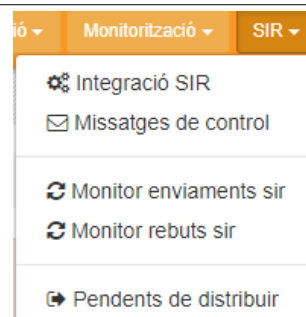 ió Monitorització SIR
Integració SIR
Missatges de control
Monitor enviaments sir
Monitor rebuts sir
Pendents de distribuir